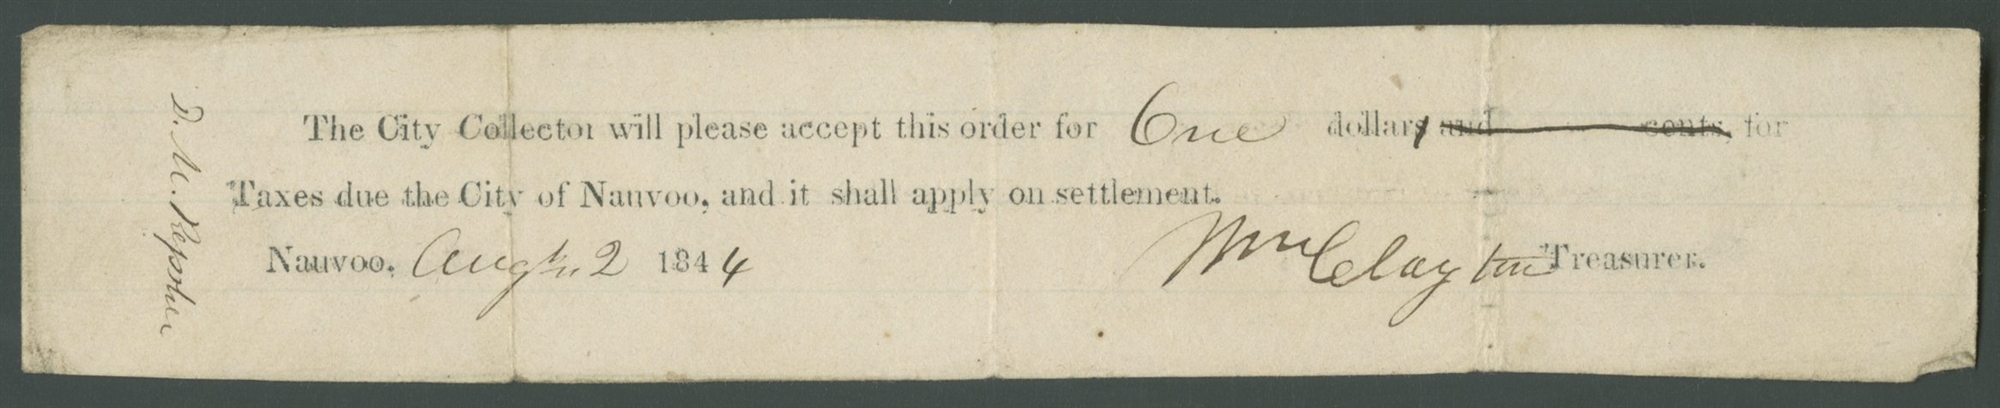 The City Collector will please accept this order for One dollars and cents, for
Taxes due the City of Nauvoo, and it shall apply on settlement.
Nauvoo, Augt. 2 1844 Wm Clayton Treasurer.
D. M. Repsher